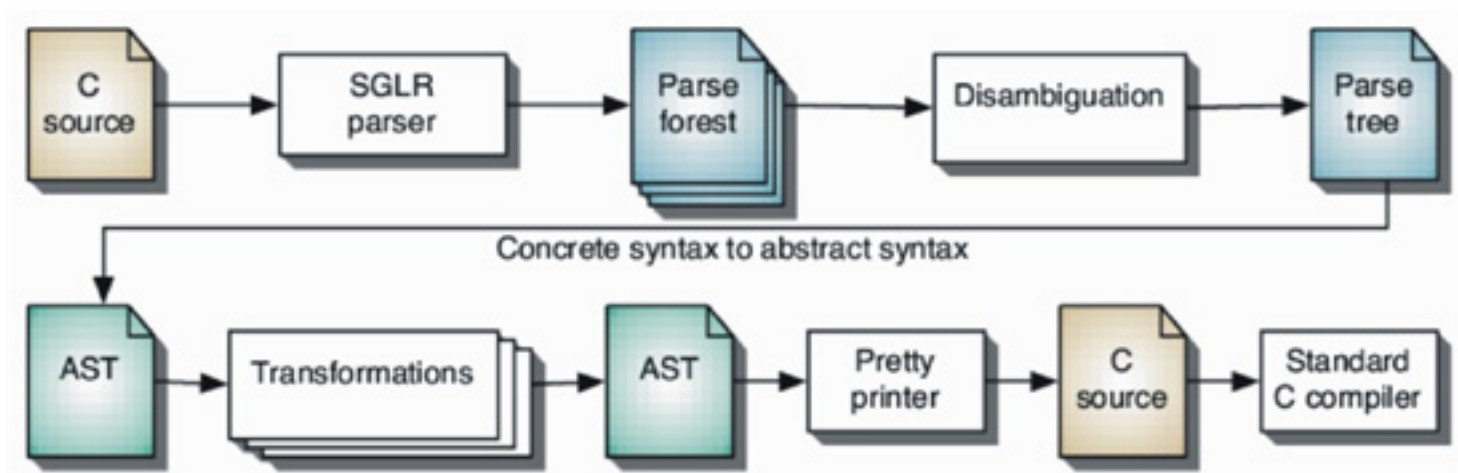 C
source
SGLR
parser
Parse
forest
Disambiguation
Parse
tree
Concrete syntax to abstract syntax
AST
Transformations
AST
Pretty
printer
C
source
Standard
C compiler